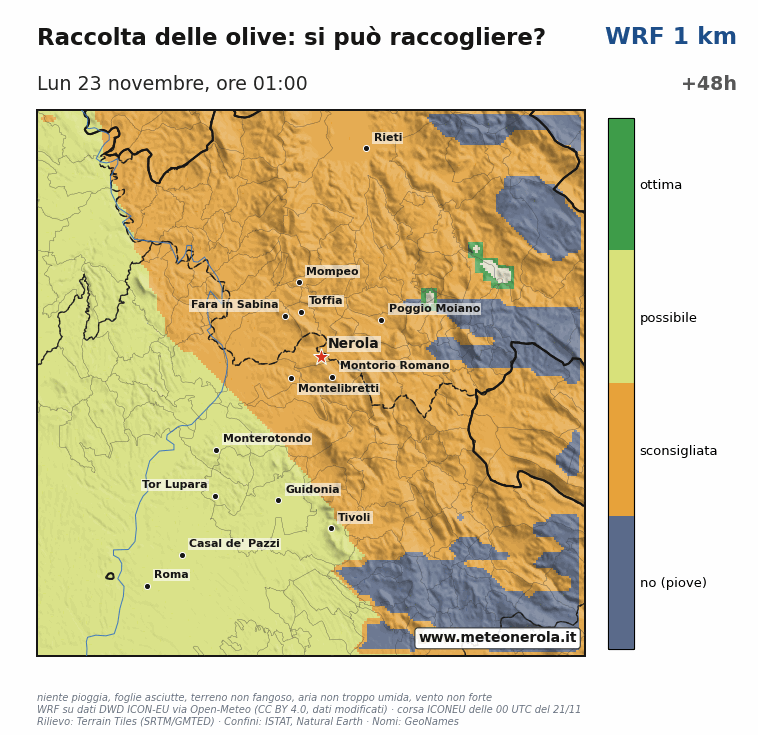 Raccolta delle olive: si può raccogliere?
WRF 1 km
Lun 23 novembre, ore 01:00
+48h
Rieti
Mompeo
Fara in Sabina
Toffia
Poggio Moiano
Nerola
Montorio Romano
Montelibretti
Monterotondo
Tor Lupara
Guidonia
Tivoli
Casal de' Pazzi
Roma
www.meteonerola.it
ottima
possibile
sconsigliata
no (piove)
niente pioggia, foglie asciutte, terreno non fangoso, aria non troppo umida, vento non forte
WRF su dati DWD ICON-EU via Open-Meteo (CC BY 4.0, dati modificati) · corsa ICONEU delle 00 UTC del 21/11
Rilievo: Terrain Tiles (SRTM/GMTED) · Confini: ISTAT, Natural Earth · Nomi: GeoNames